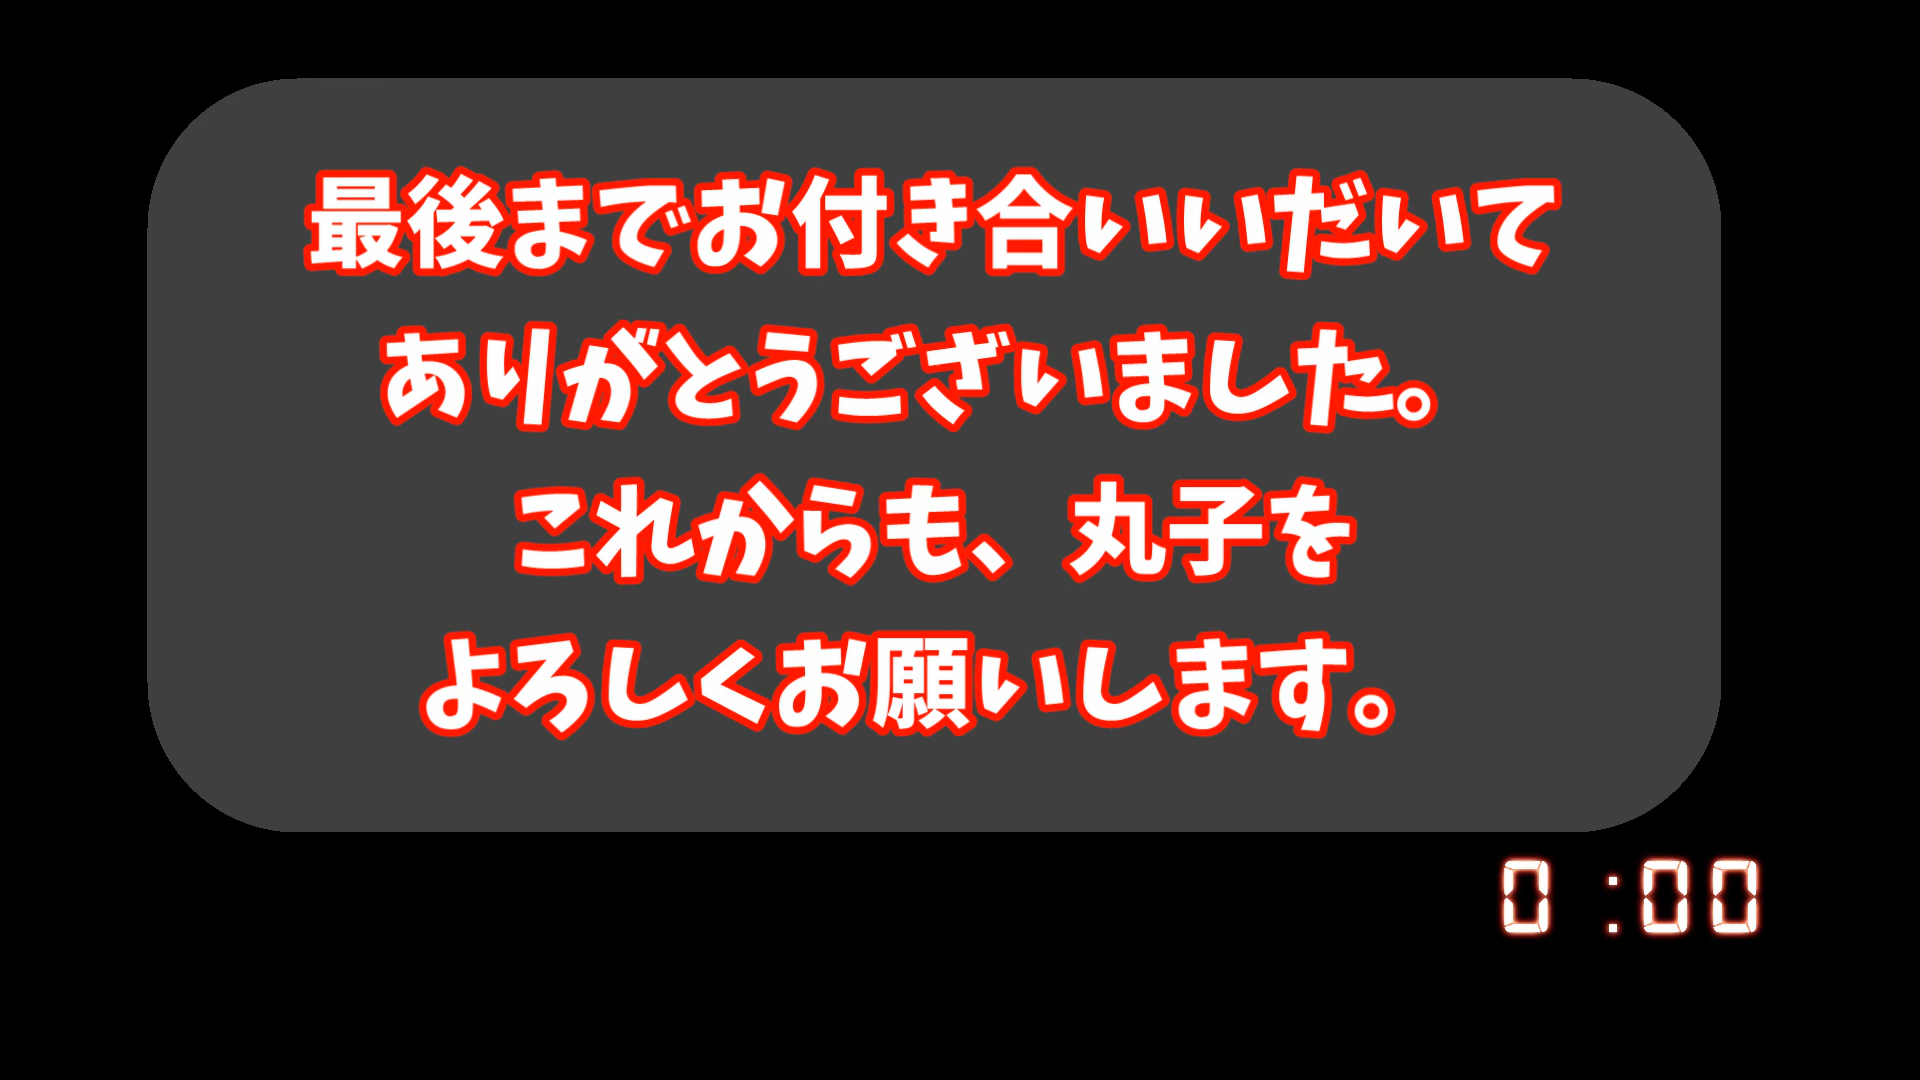 最後までお付き合いいだいて
ありがとうございました。
これからも、丸子を
よろしくお願いします。
0 :00